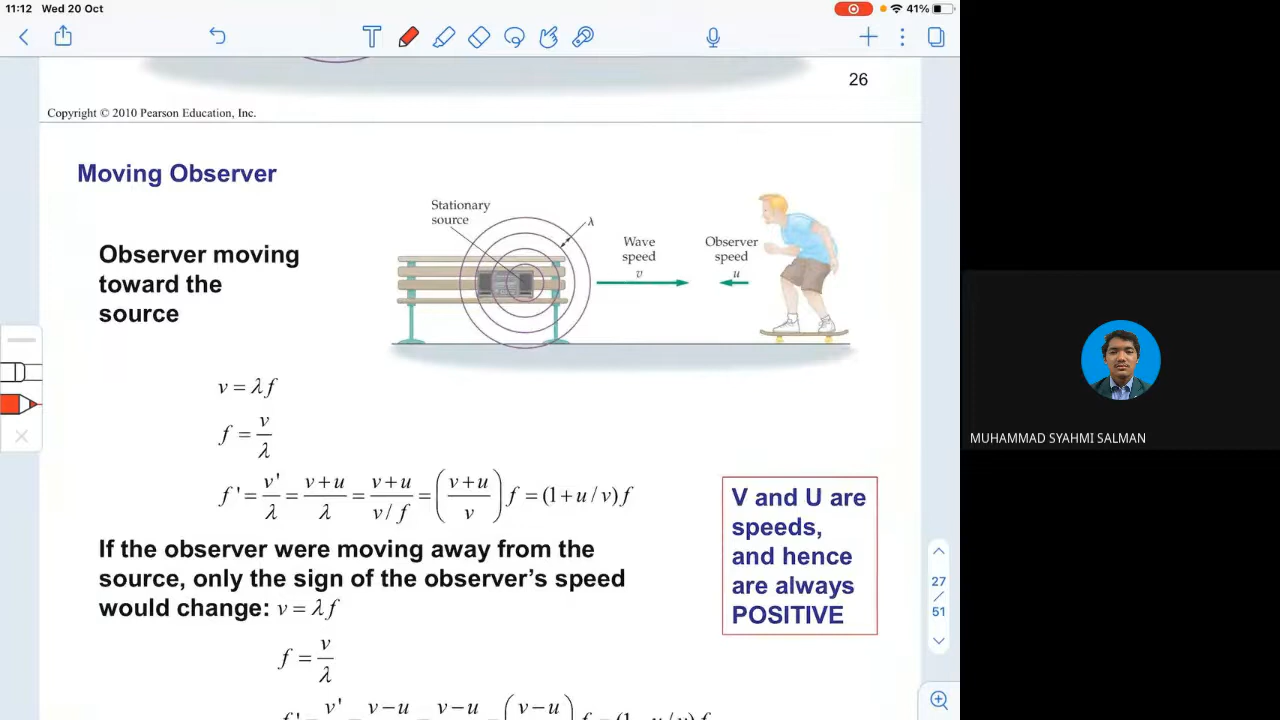 11:12 Wed 20 Oct
41%
26
Copyright © 2010 Pearson Education, Inc.
Moving Observer
Stationary
source
λ
Wave
speed
v
Observer
speed
u
Observer moving
toward the
source
v = λ f
f = v / λ
f ' = v' / λ = v + u / λ = v + u / v / f = ( v + u / v ) f = (1 + u / v) f
If the observer were moving away from the
source, only the sign of the observer's speed
would change: v = λ f
V and U are
speeds,
and hence
are always
POSITIVE
f = v / λ
27
/
51
MUHAMMAD SYAHMI SALMAN